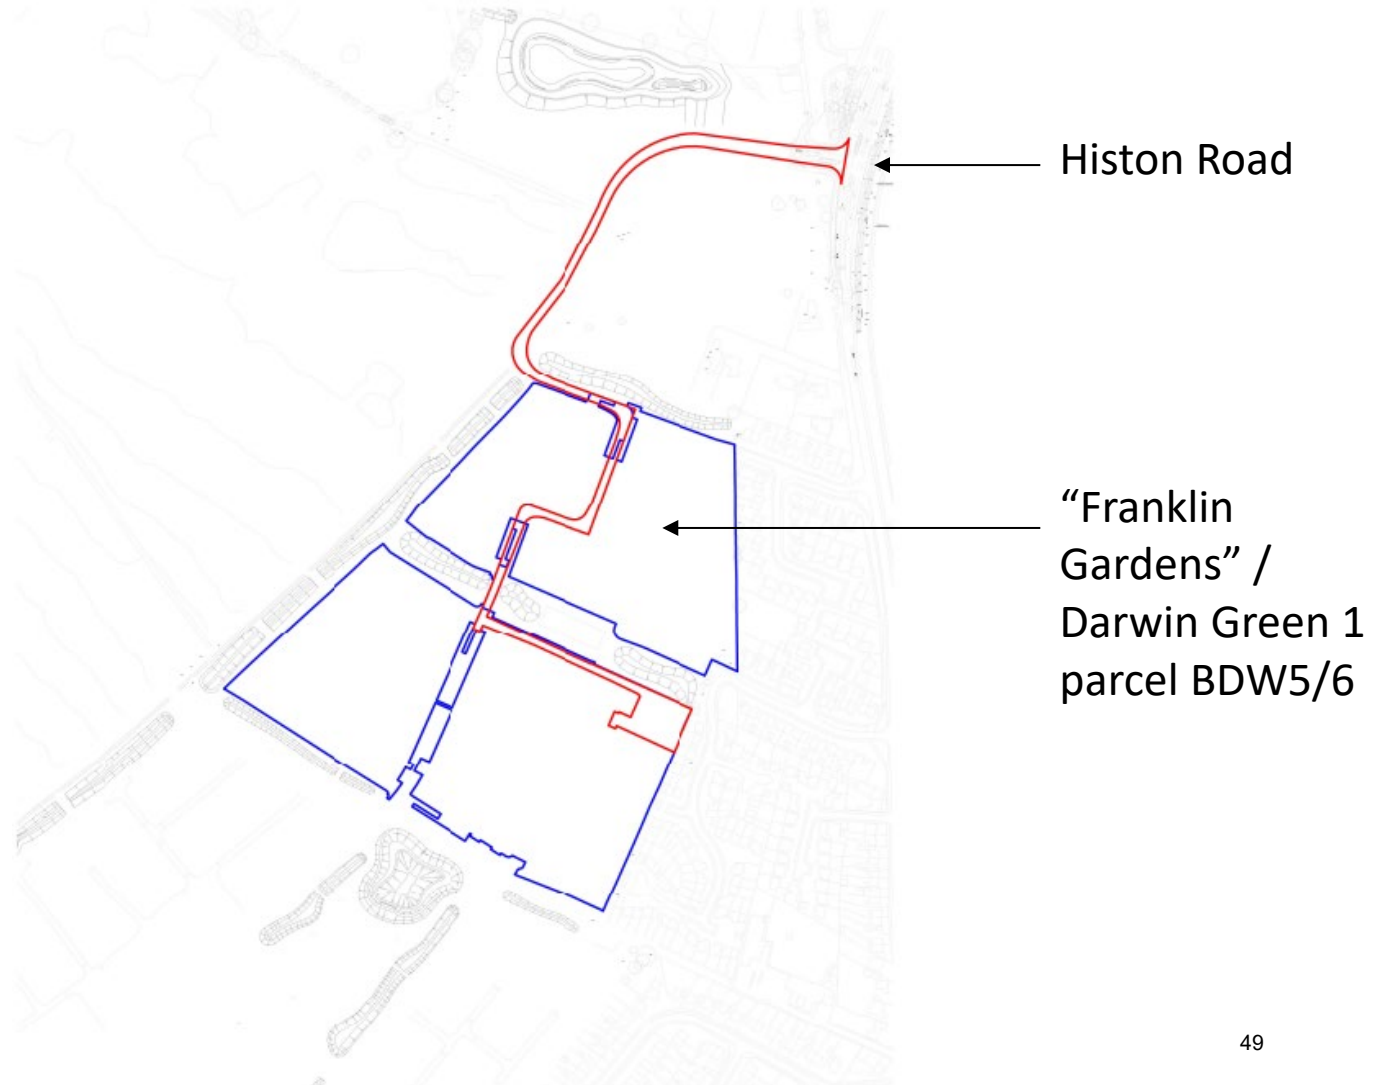 Histon Road
“Franklin
Gardens” /
Darwin Green 1
parcel BDW5/6
49